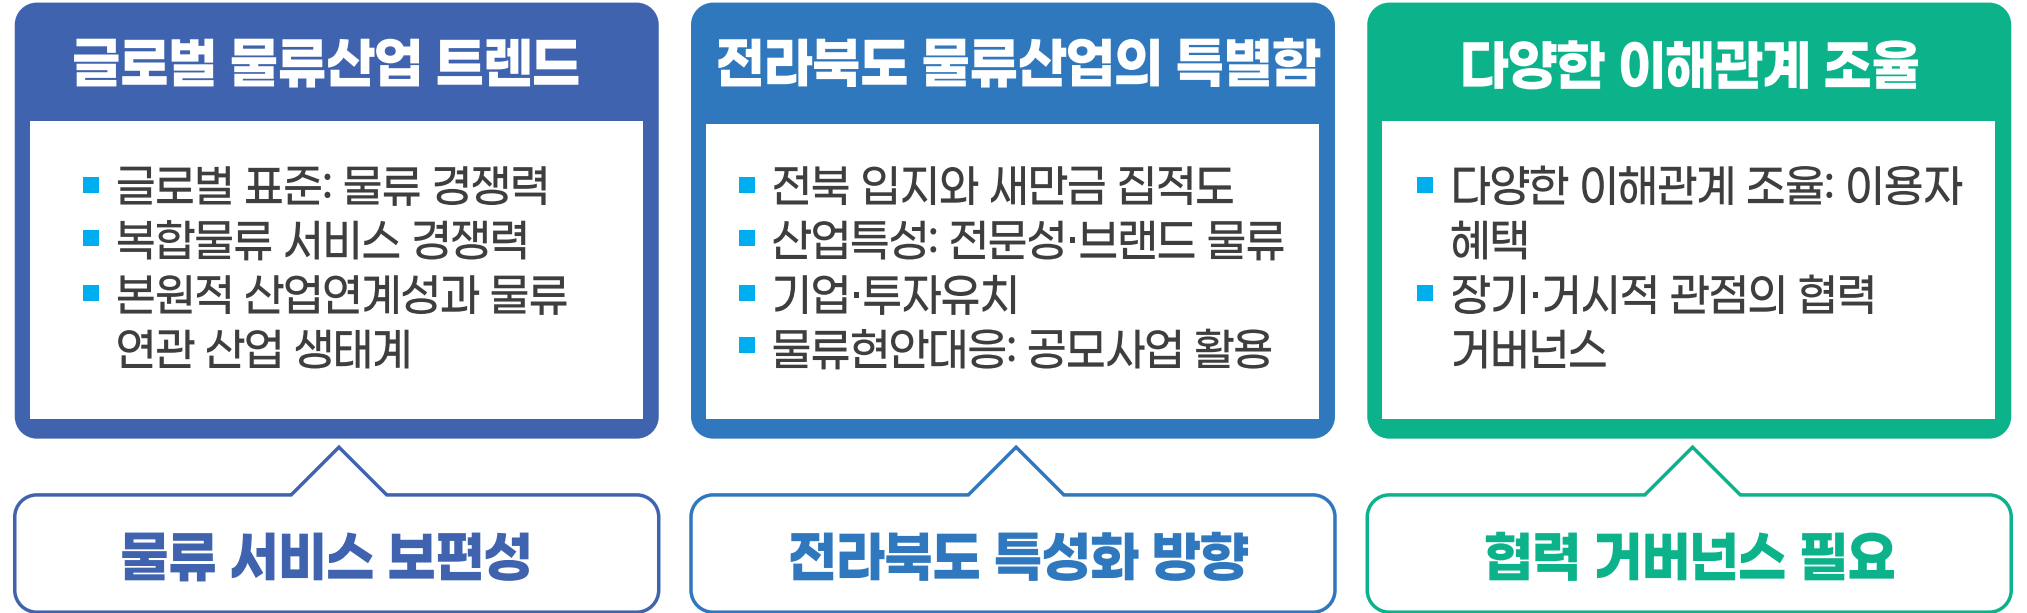 글로벌 물류산업 트렌드
글로벌 표준: 물류 경쟁력
복합물류 서비스 경쟁력
본원적 산업연계성과 물류
연관 산업 생태계
물류 서비스 보편성
전라북도 물류산업의 특별함
전북 입지와 새만금 집적도
산업특성: 전문성·브랜드 물류
기업·투자유치
물류현안대응: 공모사업 활용
전라북도 특성화 방향
다양한 이해관계 조율
다양한 이해관계 조율: 이용자
혜택
장기·거시적 관점의 협력
거버넌스
협력 거버넌스 필요